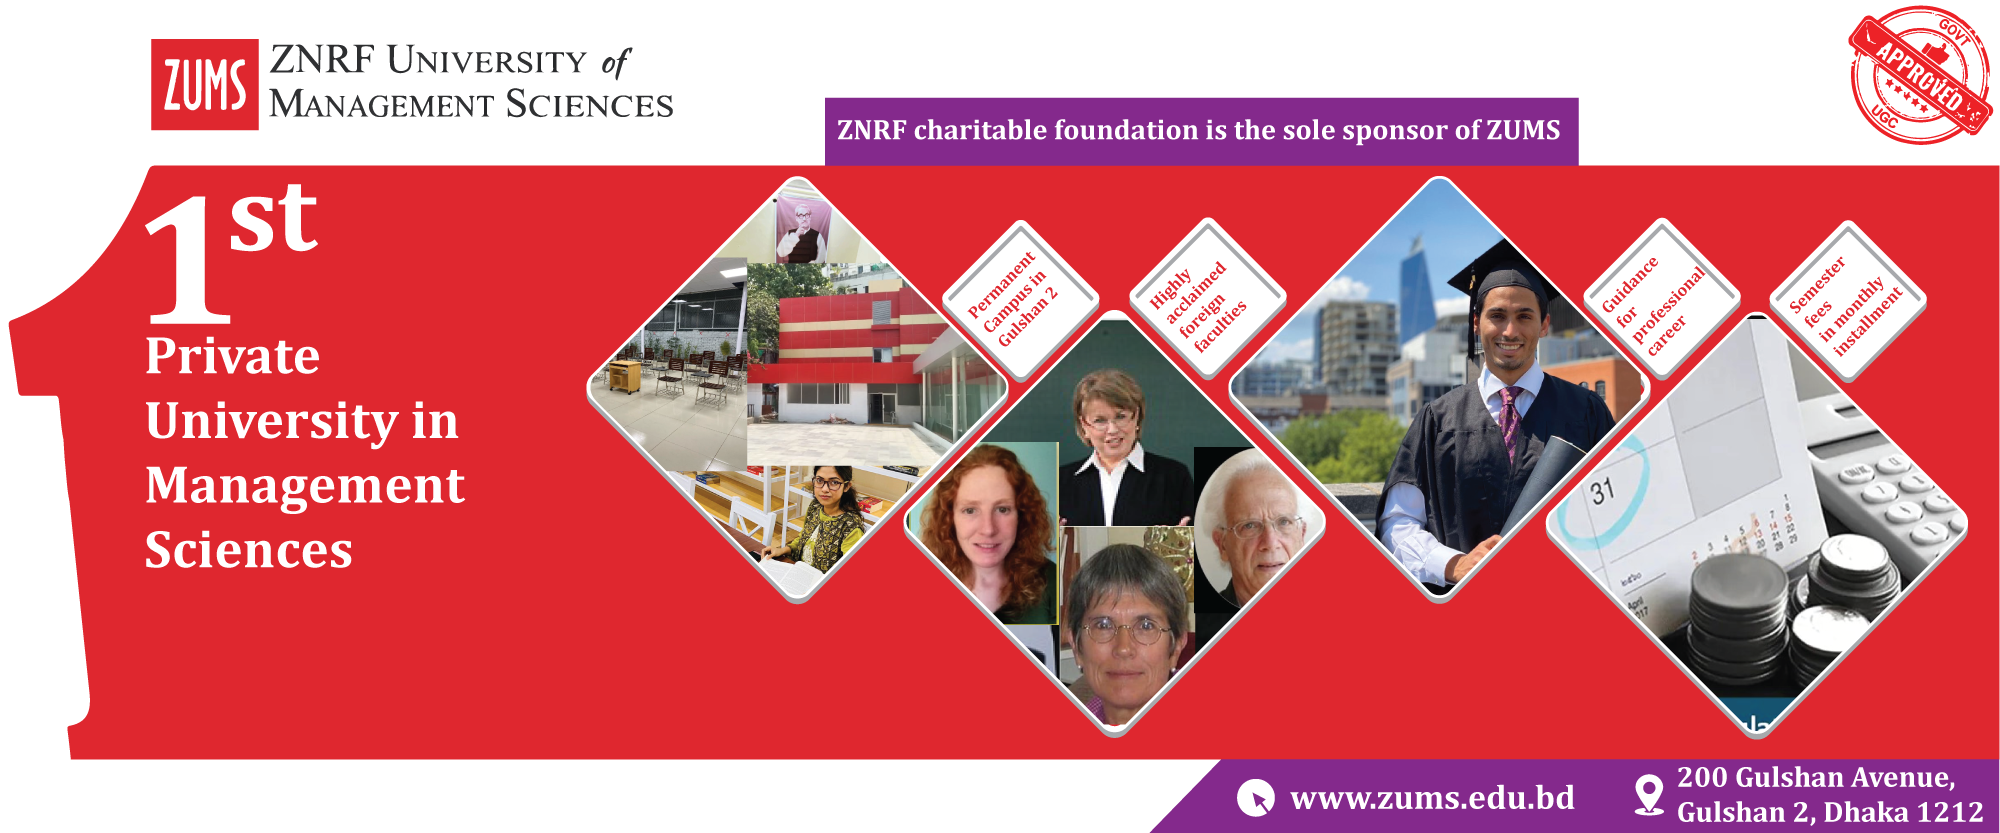 ZUMS
ZNRF UNIVERSITY of
MANAGEMENT SCIENCES
GOVT
APPROVED
UGC
ZNRF charitable foundation is the sole sponsor of ZUMS
1st
Private
University in
Management
Sciences
Permanent
Campus in
Gulshan 2
Highly
acclaimed
foreign
faculties
Guidance
for
professional
career
Semester
fees
in monthly
installment
31
April
www.zums.edu.bd
200 Gulshan Avenue,
Gulshan 2, Dhaka 1212